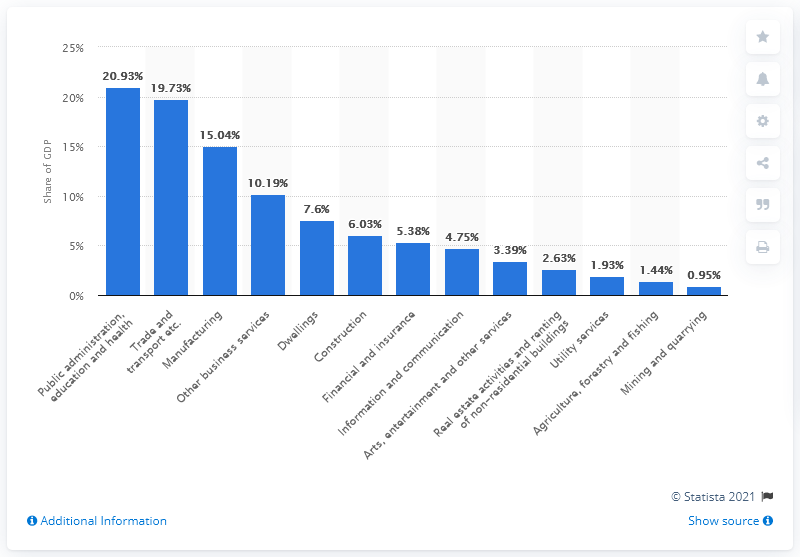 25%
20%
15%
10%
5%
0%
Share of GDP
20.93%
19.73%
15.04%
10.19%
7.6%
6.03%
5.38%
4.75%
3.39%
2.63%
1.93%
1.44%
0.95%
Public administration,
education and health
Trade and
transport etc.
Manufacturing
Other business services
Dwellings
Construction
Financial and insurance
Information and communication
Arts, entertainment and other services
Real estate activities and renting
of non-residential buildings
Utility services
Agriculture, forestry and fishing
Mining and quarrying
© Statista 2021
Additional Information
Show source